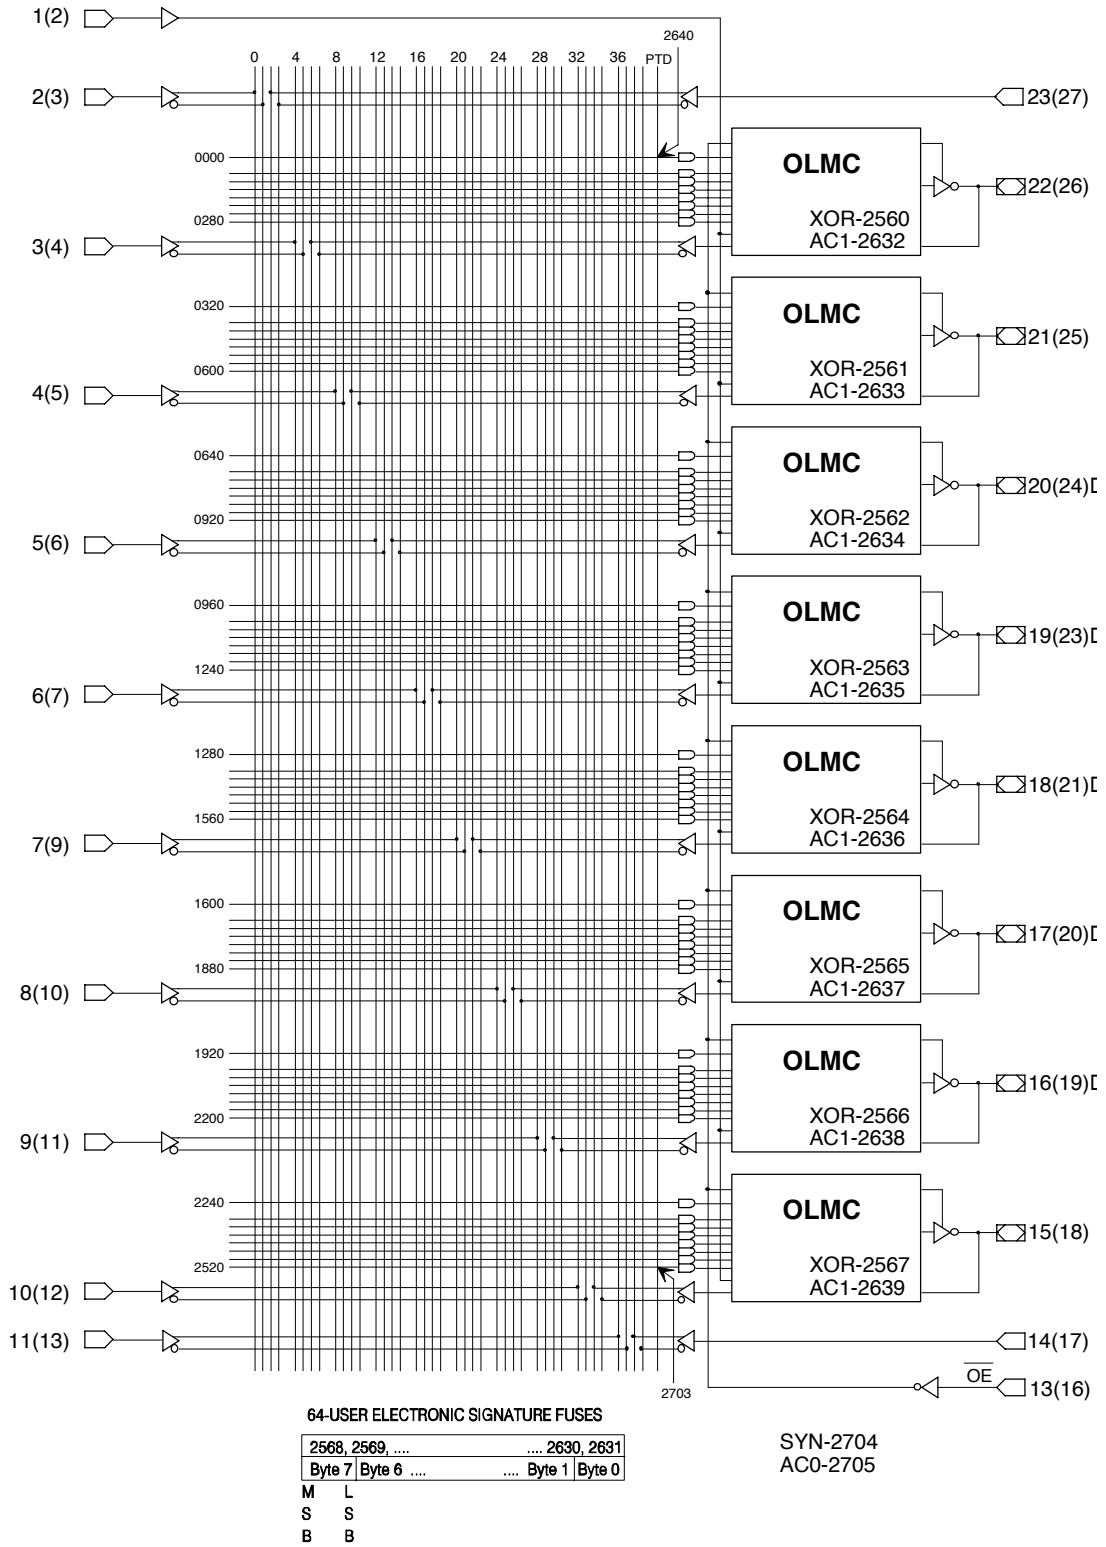 1(2)
2640
0 4 8 12 16 20 24 28 32 36 PTD
2(3)
23(27)
0000
OLMC
22(26)
XOR-2560
0280
AC1-2632
3(4)
0320
OLMC
21(25)
XOR-2561
0600
AC1-2633
4(5)
0640
OLMC
20(24)
XOR-2562
0920
AC1-2634
5(6)
0960
OLMC
19(23)
XOR-2563
1240
AC1-2635
6(7)
1280
OLMC
18(21)
XOR-2564
1560
AC1-2636
7(9)
1600
OLMC
17(20)
XOR-2565
1880
AC1-2637
8(10)
1920
OLMC
16(19)
XOR-2566
2200
AC1-2638
9(11)
2240
OLMC
15(18)
XOR-2567
2520
AC1-2639
10(12)
11(13)
14(17)
OE
13(16)
2703
64-USER ELECTRONIC SIGNATURE FUSES
2568, 2569, .... .... 2630, 2631
Byte 7 Byte 6 .... .... Byte 1 Byte 0
M L
S S
B B
SYN-2704
AC0-2705